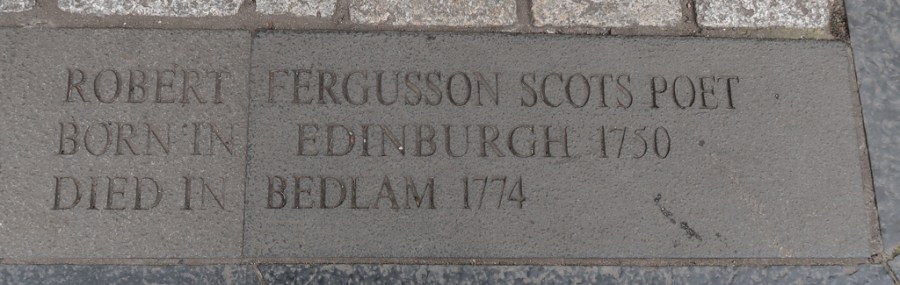 ROBERT FERGUSSON SCOTS POET
BORN IN EDINBURGH 1750
DIED IN BEDLAM 1774